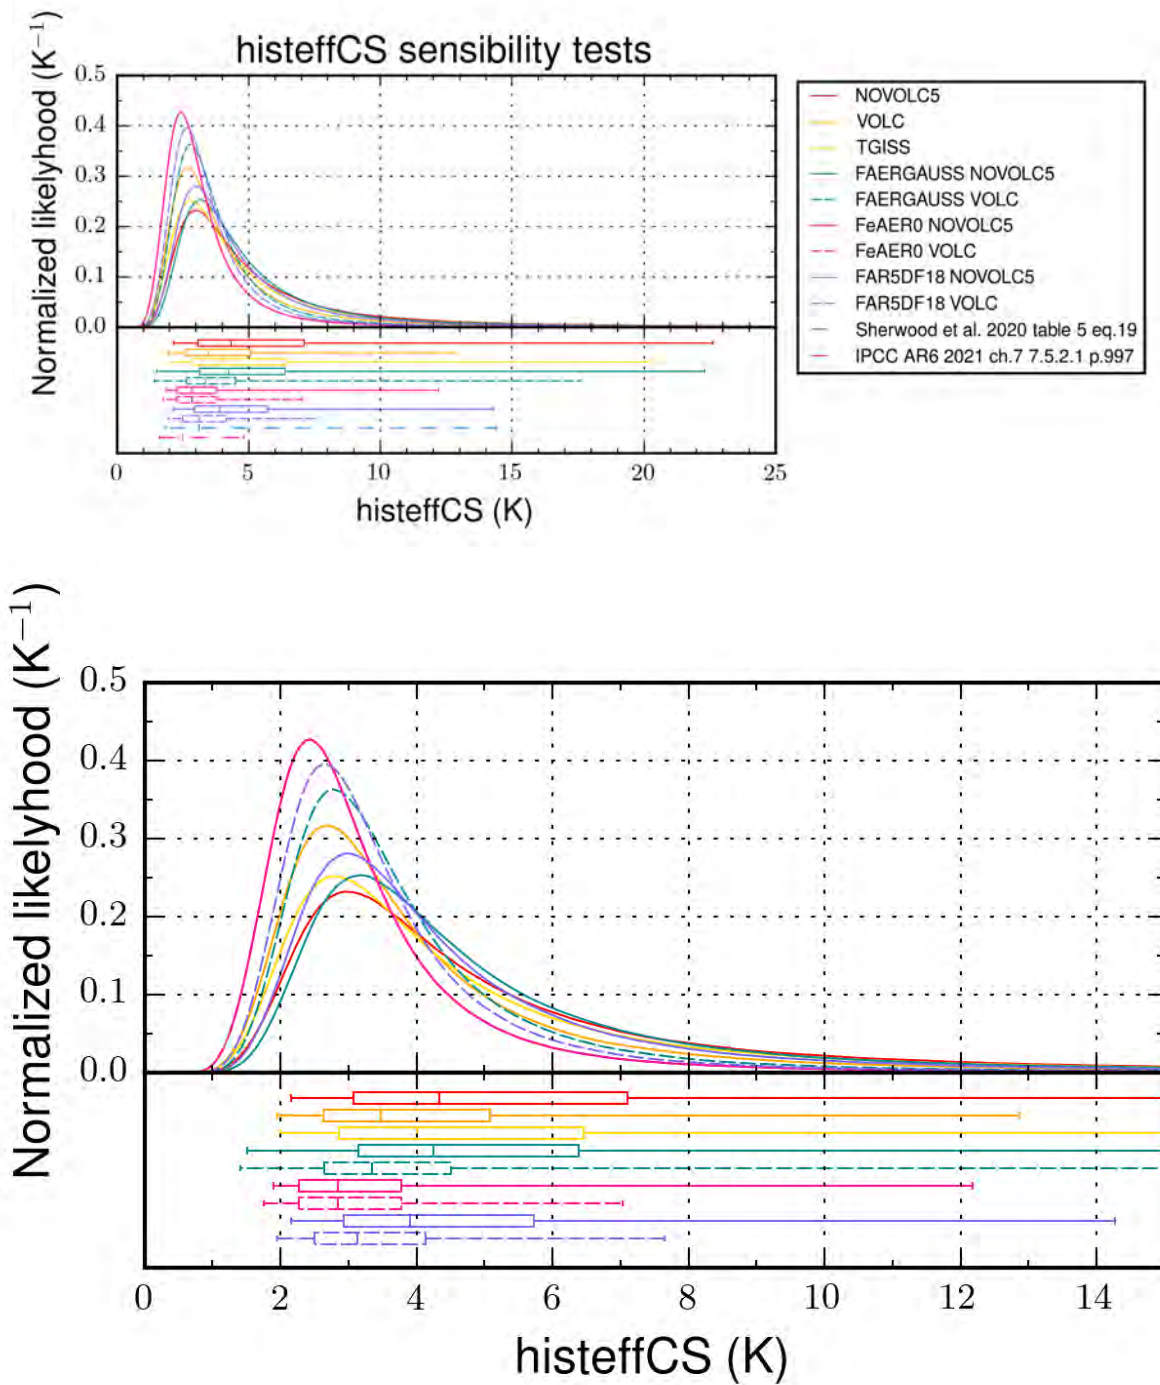 histeffCS sensibility tests
Normalized likelyhood (K⁻¹)
0.5
0.4
0.3
0.2
0.1
0.0
0 5 10 15 20 25
histeffCS (K)
NOVOLC5
VOLC
TGISS
FAERGAUSS NOVOLC5
FAERGAUSS VOLC
FeAER0 NOVOLC5
FeAER0 VOLC
FAR5DF18 NOVOLC5
FAR5DF18 VOLC
Sherwood et al. 2020 table 5 eq.19
IPCC AR6 2021 ch.7 7.5.2.1 p.997
Normalized likelyhood (K⁻¹)
0.5
0.4
0.3
0.2
0.1
0.0
0 2 4 6 8 10 12 14
histeffCS (K)